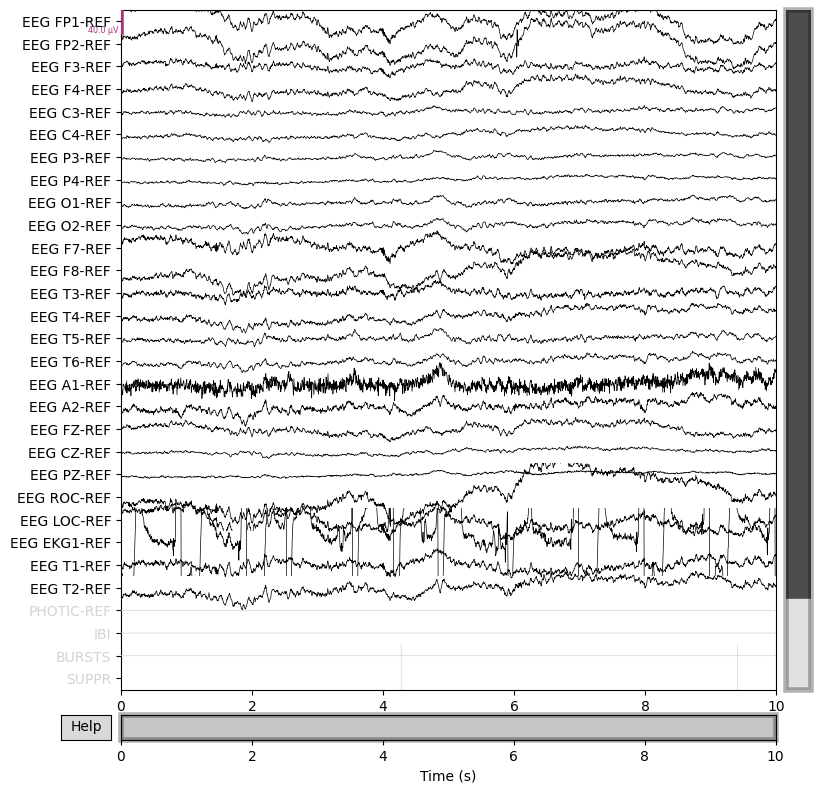 EEG FP1-REF
40.0 µV
EEG FP2-REF
EEG F3-REF
EEG F4-REF
EEG C3-REF
EEG C4-REF
EEG P3-REF
EEG P4-REF
EEG O1-REF
EEG O2-REF
EEG F7-REF
EEG F8-REF
EEG T3-REF
EEG T4-REF
EEG T5-REF
EEG T6-REF
EEG A1-REF
EEG A2-REF
EEG FZ-REF
EEG CZ-REF
EEG PZ-REF
EEG ROC-REF
EEG LOC-REF
EEG EKG1-REF
EEG T1-REF
EEG T2-REF
PHOTIC-REF
IBI
BURSTS
SUPPR
0 2 4 6 8 10
Help
0 2 4 6 8 10
Time (s)